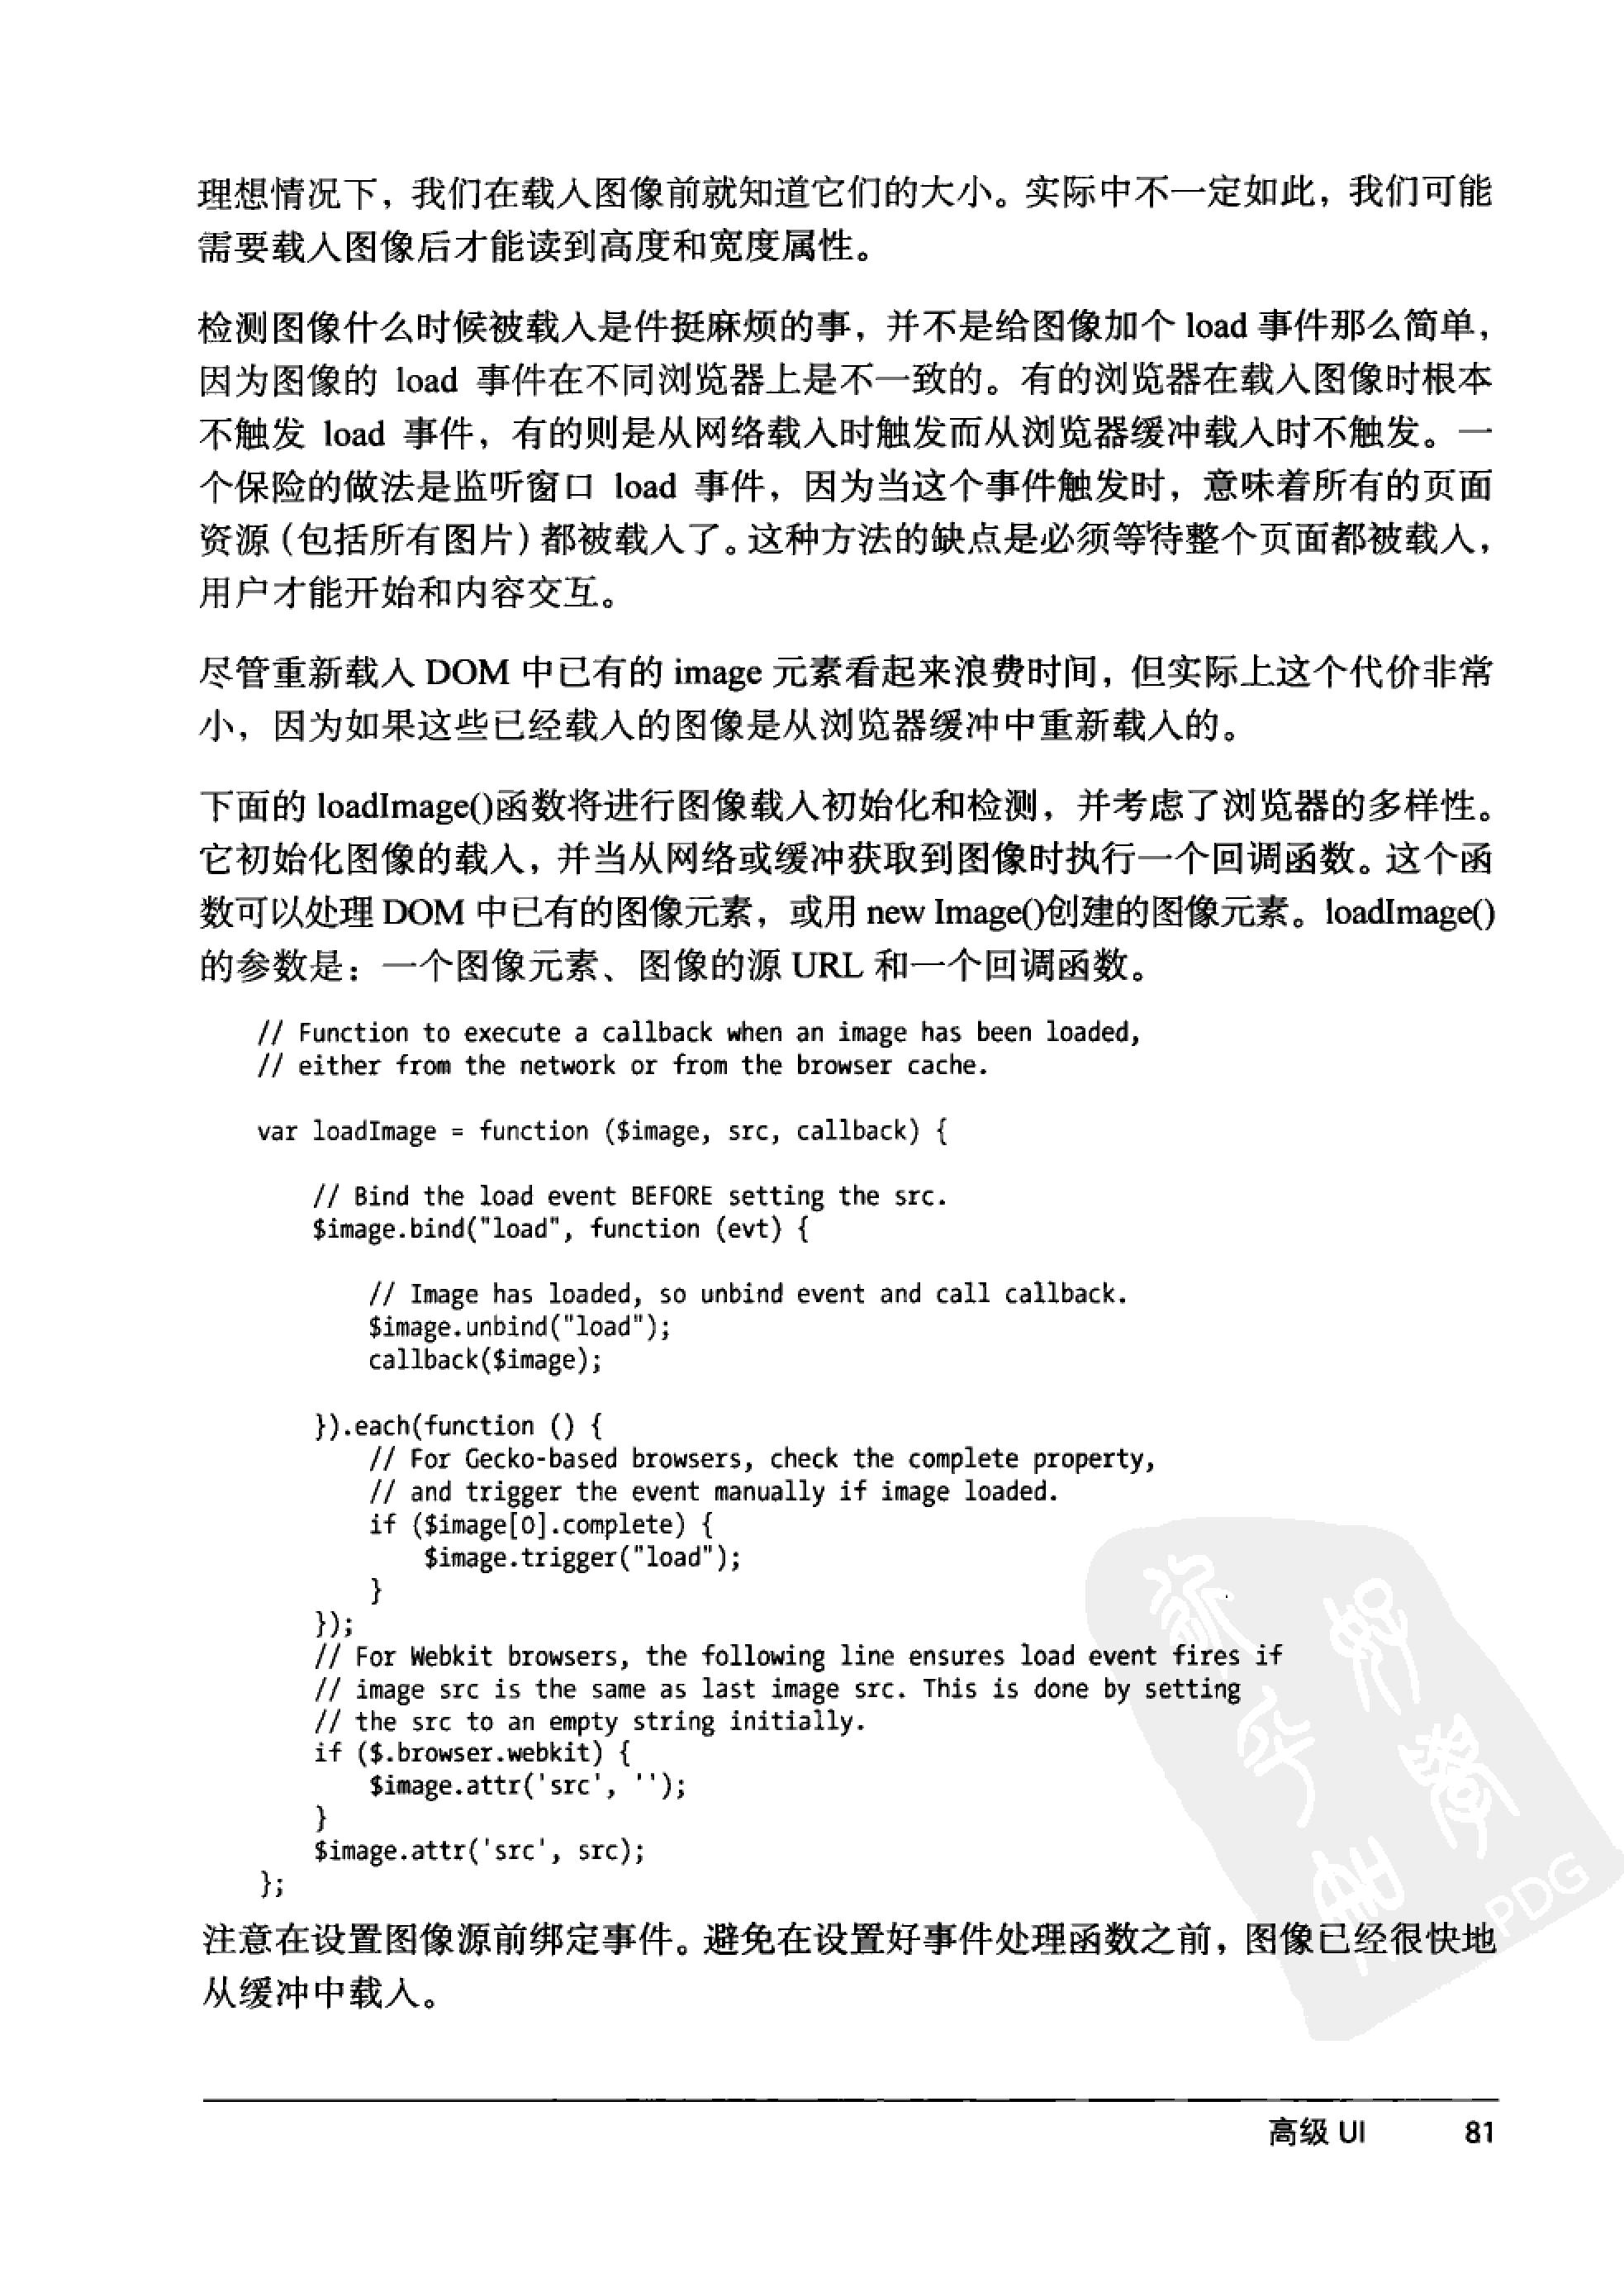 理想情况下，我们在载入图像前就知道它们的大小。实际中不一定如此，我们可能
需要载入图像后才能读到高度和宽度属性。
检测图像什么时候被载入是件挺麻烦的事，并不是给图像加个 load 事件那么简单，
因为图像的 load 事件在不同浏览器上是不一致的。有的浏览器在载入图像时根本
不触发 load 事件，有的则是从网络载入时触发而从浏览器缓冲载入时不触发。一
个保险的做法是监听窗口 load 事件，因为当这个事件触发时，意味着所有的页面
资源（包括所有图片）都被载入了。这种方法的缺点是必须等待整个页面都被载入，
用户才能开始和内容交互。
尽管重新载入 DOM 中已有的 image 元素看起来浪费时间，但实际上这个代价非常
小，因为如果这些已经载入的图像是从浏览器缓冲中重新载入的。
下面的 loadImage()函数将进行图像载入初始化和检测，并考虑了浏览器的多样性。
它初始化图像的载入，并当从网络或缓冲获取到图像时执行一个回调函数。这个函
数可以处理 DOM 中已有的图像元素，或用 new Image()创建的图像元素。loadImage()
的参数是：一个图像元素、图像的源 URL 和一个回调函数。
// Function to execute a callback when an image has been loaded,
// either from the network or from the browser cache.
var loadImage = function ($image, src, callback) {
// Bind the load event BEFORE setting the src.
$image.bind("load", function (evt) {
// Image has loaded, so unbind event and call callback.
$image.unbind("load");
callback($image);
}).each(function () {
// For Gecko-based browsers, check the complete property,
// and trigger the event manually if image loaded.
if ($image[0].complete) {
$image.trigger("load");
}
});
// For Webkit browsers, the following line ensures load event fires if
// image src is the same as last image src. This is done by setting
// the src to an empty string initially.
if ($.browser.webkit) {
$image.attr('src', '');
}
$image.attr('src', src);
};
注意在设置图像源前绑定事件。避免在设置好事件处理函数之前，图像已经很快地
从缓冲中载入。
PDG
高级 UI 81